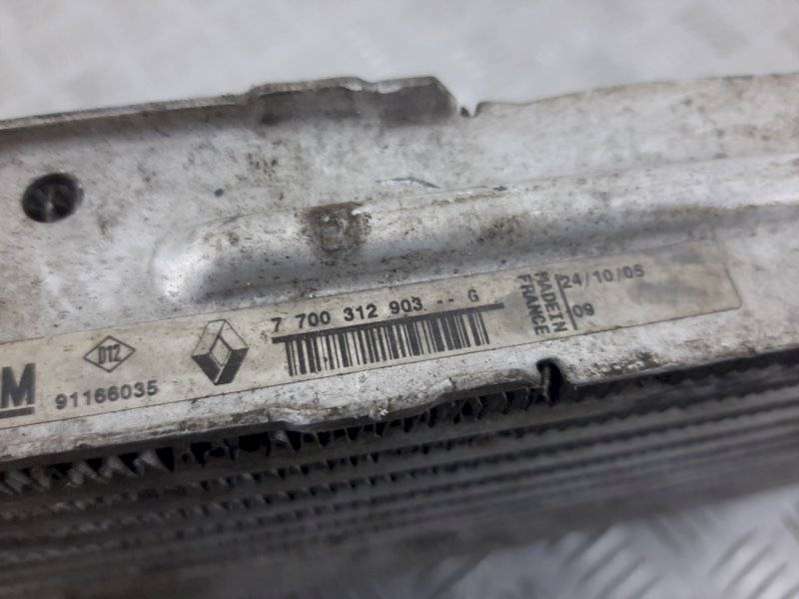 M
D12
91166035
7 700 312 903 -- G
MADE IN
FRANCE
24/10/05
09